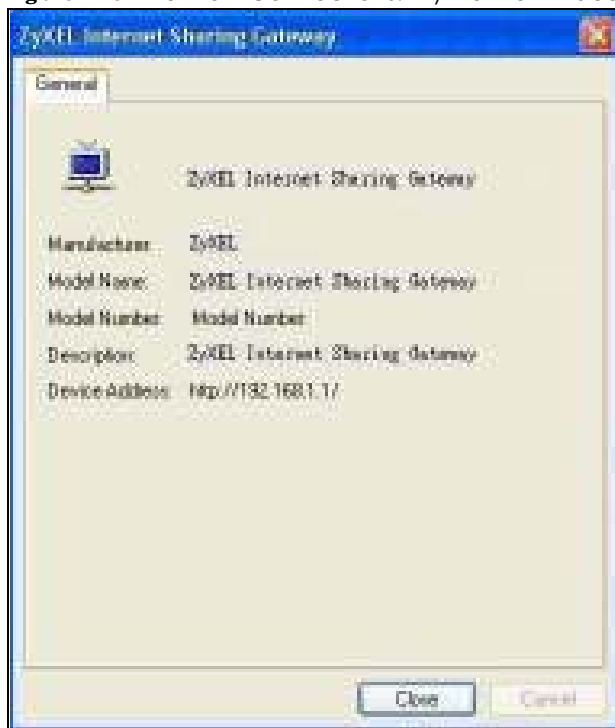 ZyXEL Internet Sharing Gateway
General
ZyXEL Internet Sharing Gateway
Manufacturer: ZyXEL
Model Name: ZyXEL Internet Sharing Gateway
Model Number: Model Number
Description: ZyXEL Internet Sharing Gateway
Device Address: http://192.168.1.1/
Close Cancel